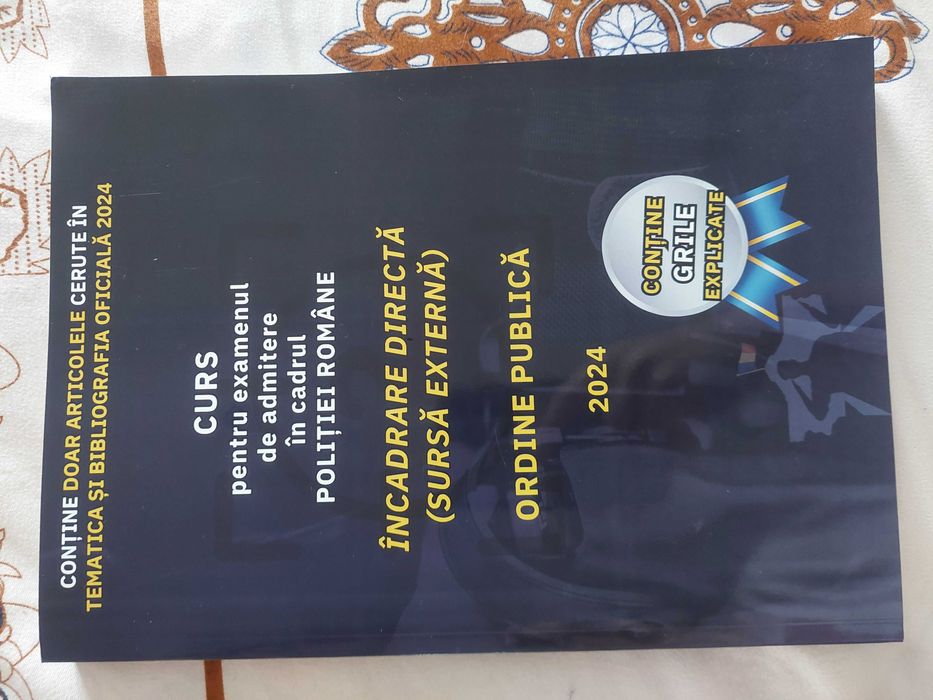 CONȚINE DOAR ARTICOLELE CERUTE ÎN
TEMATICA ȘI BIBLIOGRAFIA OFICIALĂ 2024
CURS
pentru examenul
de admitere
în cadrul
POLIȚIEI ROMÂNE
ÎNCADRARE DIRECTĂ
(SURSĂ EXTERNĂ)
ORDINE PUBLICĂ
2024
CONȚINE
GRILE
EXPLICATE